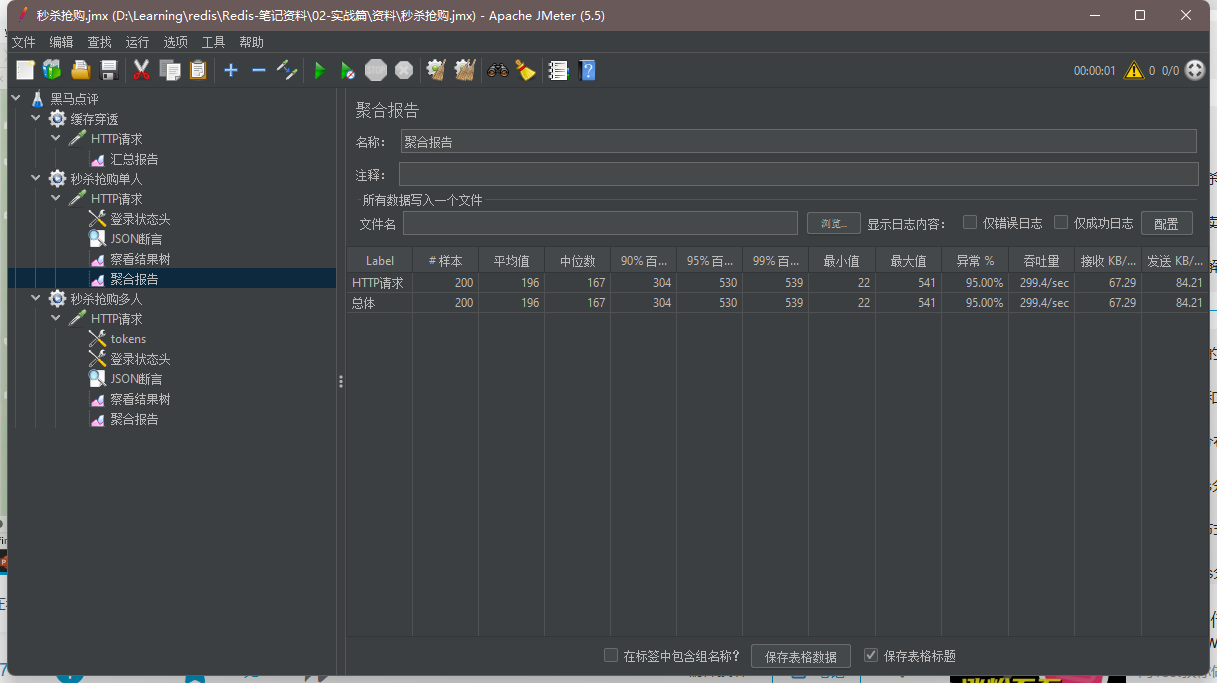 秒杀抢购.jmx (D:\Learning\redis\Redis-笔记资料\02-实战篇\资料\秒杀抢购.jmx) - Apache JMeter (5.5)
文件 编辑 查找 运行 选项 工具 帮助
00:00:01 0 0/0
黑马点评
缓存穿透
HTTP请求
汇总报告
秒杀抢购单人
HTTP请求
登录状态头
JSON断言
察看结果树
聚合报告
秒杀抢购多人
HTTP请求
tokens
登录状态头
JSON断言
察看结果树
聚合报告
聚合报告
名称： 聚合报告
注释：
所有数据写入一个文件
文件名 浏览... 显示日志内容： 仅错误日志 仅成功日志 配置
Label # 样本 平均值 中位数 90% 百... 95% 百... 99% 百... 最小值 最大值 异常 % 吞吐量 接收 KB/... 发送 KB/...
HTTP请求 200 196 167 304 530 539 22 541 95.00% 299.4/sec 67.29 84.21
总体 200 196 167 304 530 539 22 541 95.00% 299.4/sec 67.29 84.21
在标签中包含组名称？ 保存表格数据 保存表格标题